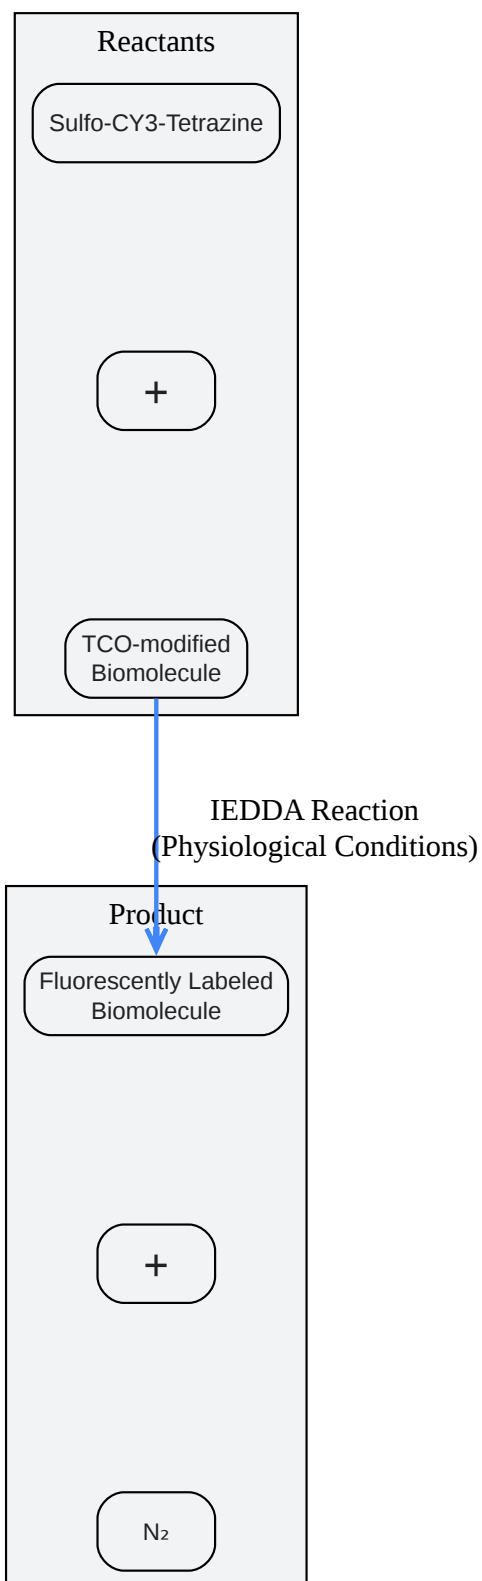 Reactants
Sulfo-CY3-Tetrazine
+
TCO-modified
Biomolecule
IEDDA Reaction
(Physiological Conditions)
Product
Fluorescently Labeled
Biomolecule
+
N₂